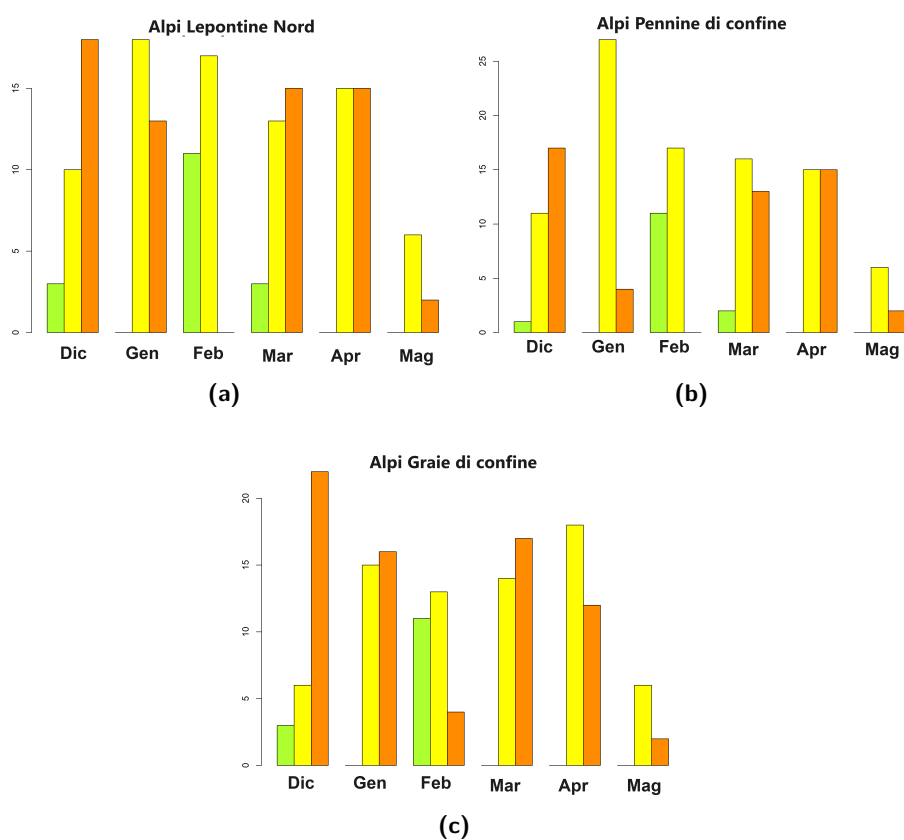 Alpi Lepontine Nord
15
10
5
0
Dic Gen Feb Mar Apr Mag
(a)
Alpi Pennine di confine
25
20
15
10
5
0
Dic Gen Feb Mar Apr Mag
(b)
Alpi Graie di confine
20
15
10
5
0
Dic Gen Feb Mar Apr Mag
(c)